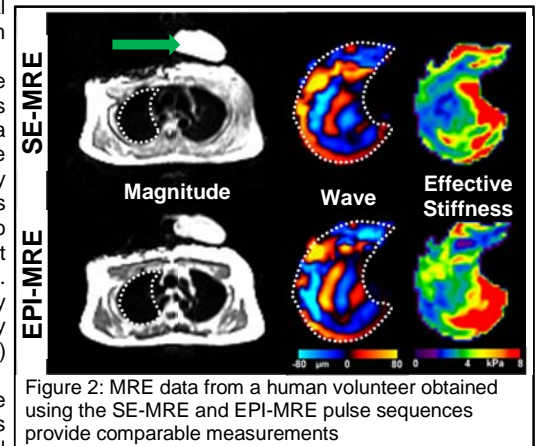 SE-MRE
Magnitude
Wave
Effective
Stiffness
EPI-MRE
-80 µm 0 80
0 4 kPa 8
Figure 2: MRE data from a human volunteer obtained
using the SE-MRE and EPI-MRE pulse sequences
provide comparable measurements